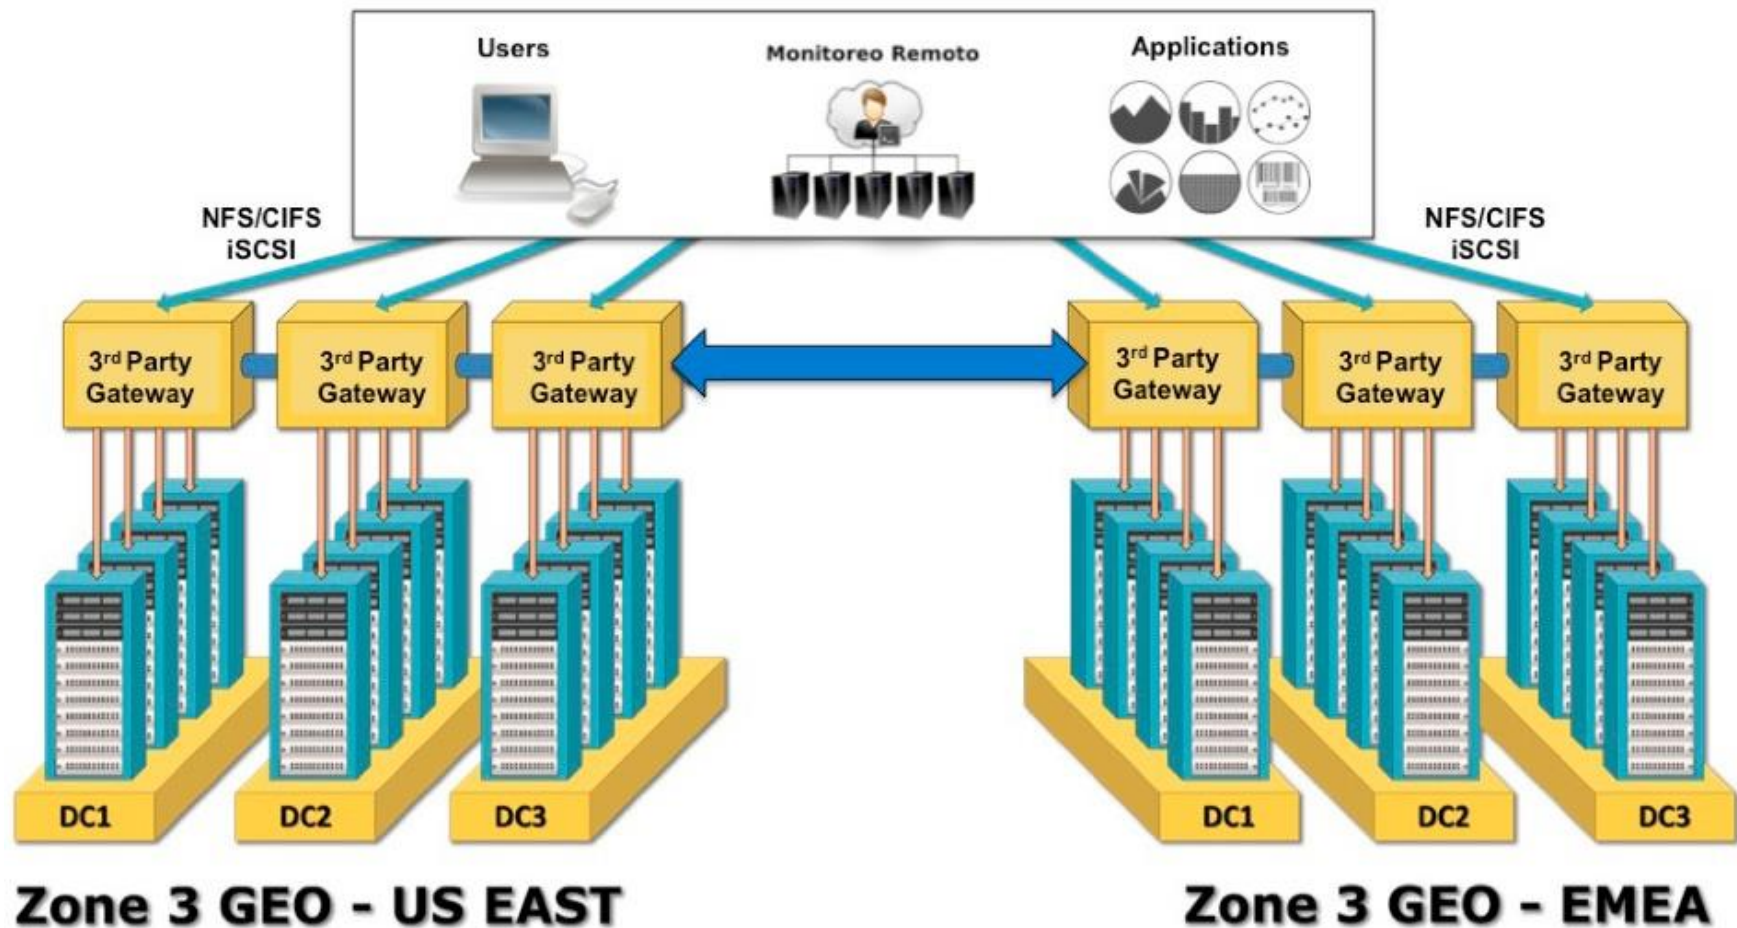 Users
Monitoreo Remoto
Applications
NFS/CIFS
iSCSI
NFS/CIFS
iSCSI
3rd Party
Gateway
3rd Party
Gateway
3rd Party
Gateway
3rd Party
Gateway
3rd Party
Gateway
3rd Party
Gateway
DC1
DC2
DC3
DC1
DC2
DC3
Zone 3 GEO - US EAST
Zone 3 GEO - EMEA